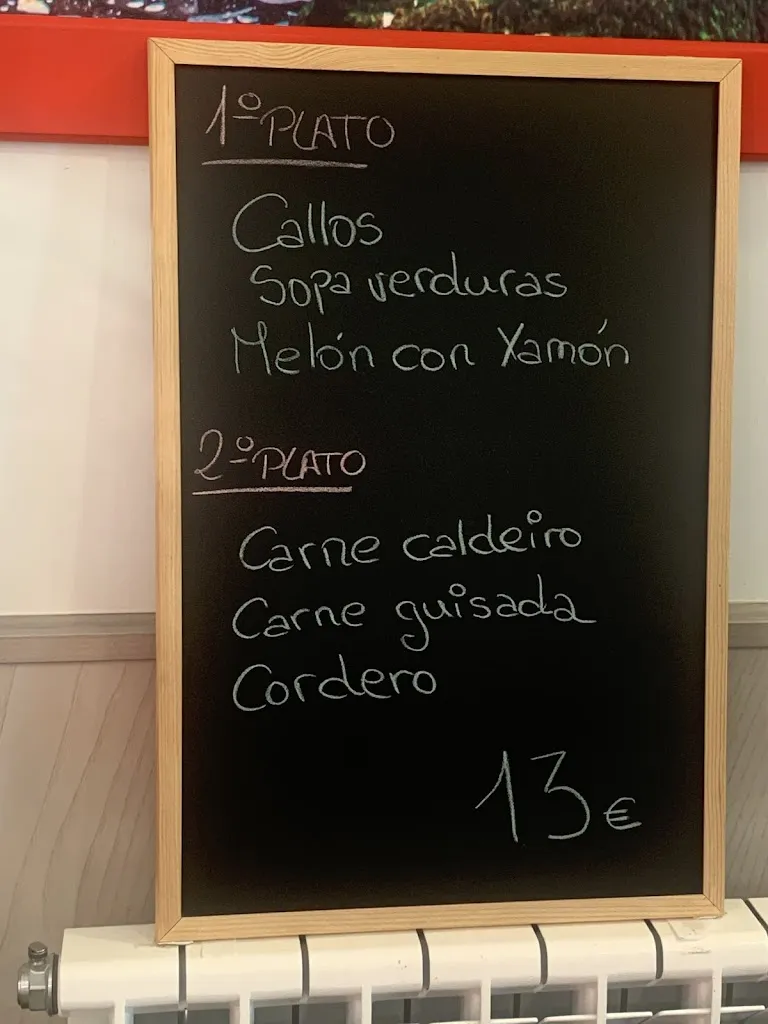 1º PLATO
Callos
Sopa verduras
Melón con Xamón
2º PLATO
Carne caldeiro
Carne guisada
Cordero
13 €